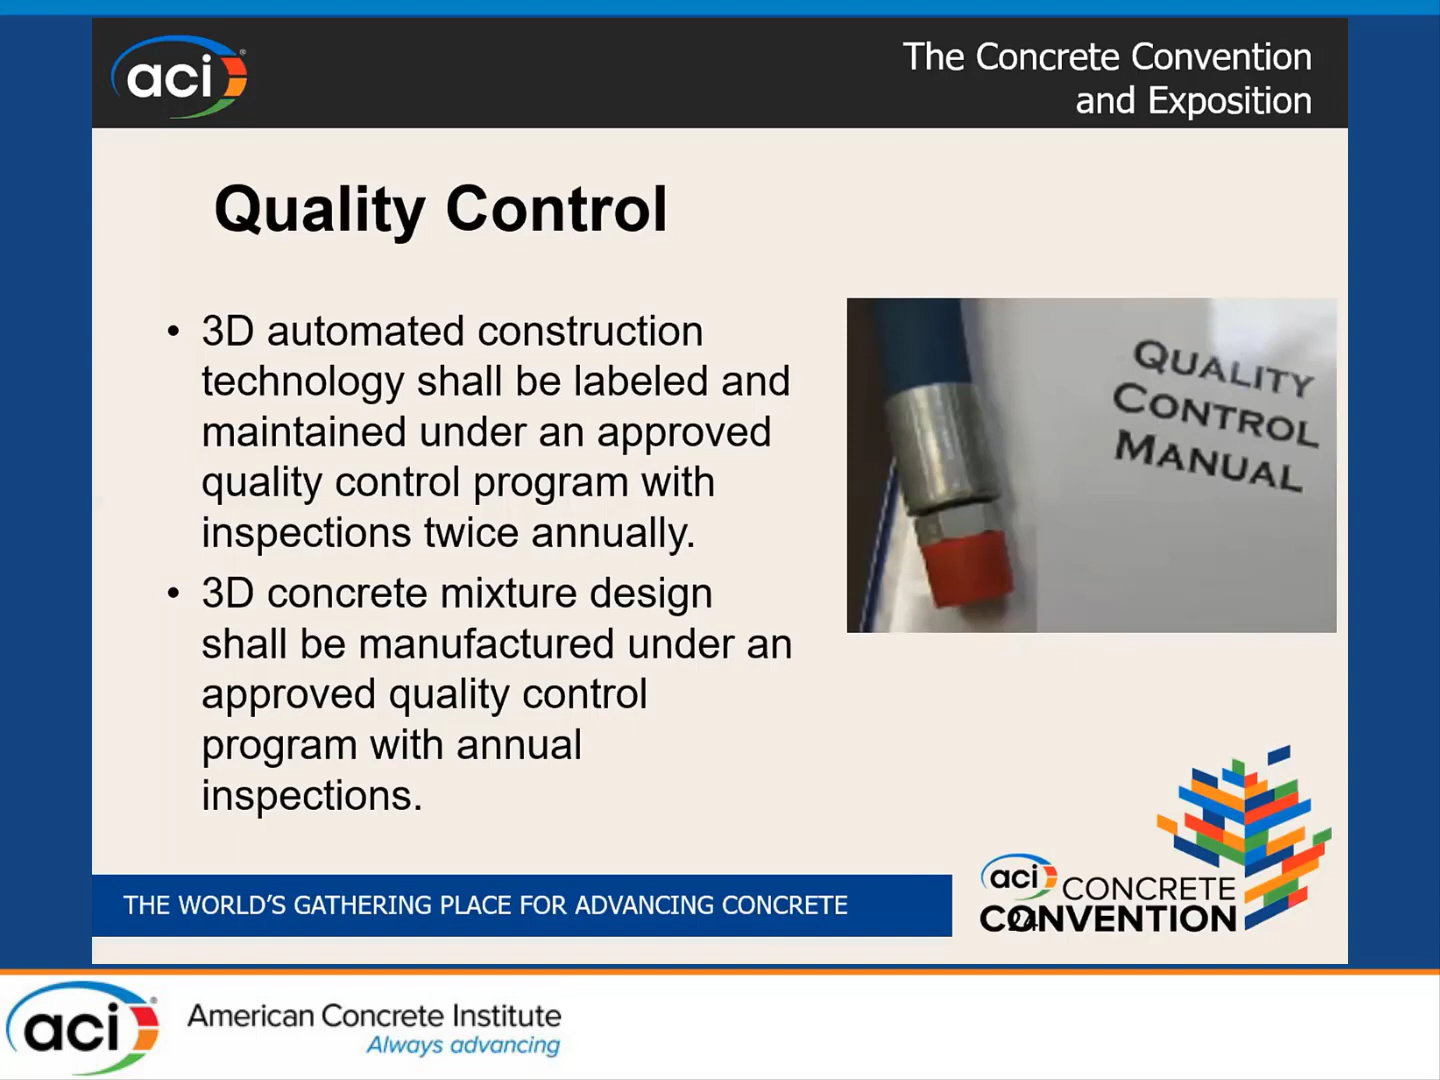 aci
The Concrete Convention
and Exposition
Quality Control
• 3D automated construction
technology shall be labeled and
maintained under an approved
quality control program with
inspections twice annually.
• 3D concrete mixture design
shall be manufactured under an
approved quality control
program with annual
inspections.
QUALITY
CONTROL
MANUAL
THE WORLD'S GATHERING PLACE FOR ADVANCING CONCRETE
aci CONCRETE
CONVENTION
24
aci
American Concrete Institute
Always advancing